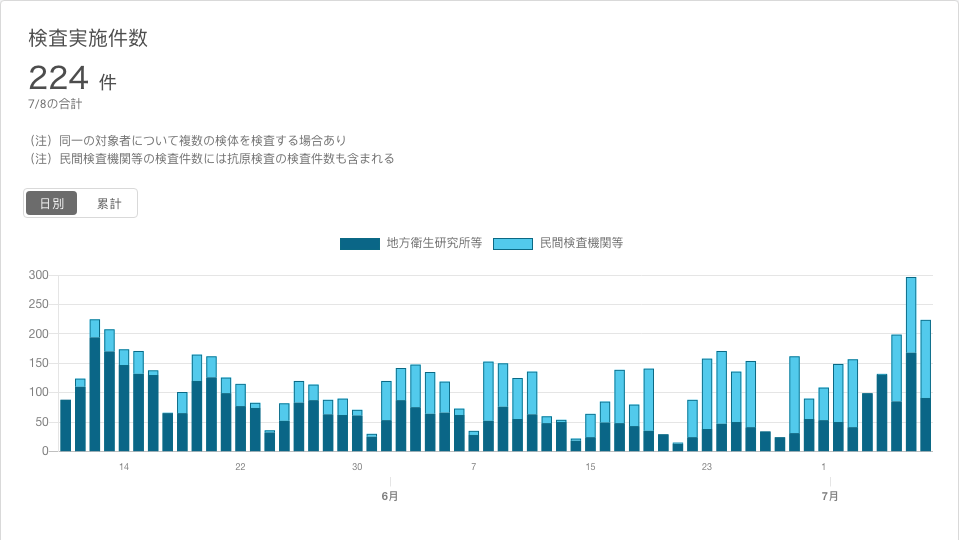 検査実施件数
224 件
7/8の合計
（注）同一の対象者について複数の検体を検査する場合あり
（注）民間検査機関等の検査件数には抗原検査の検査件数も含まれる
日別 累計
地方衛生研究所等 民間検査機関等
300
250
200
150
100
50
0
14 22 30 7 15 23 1
6月 7月